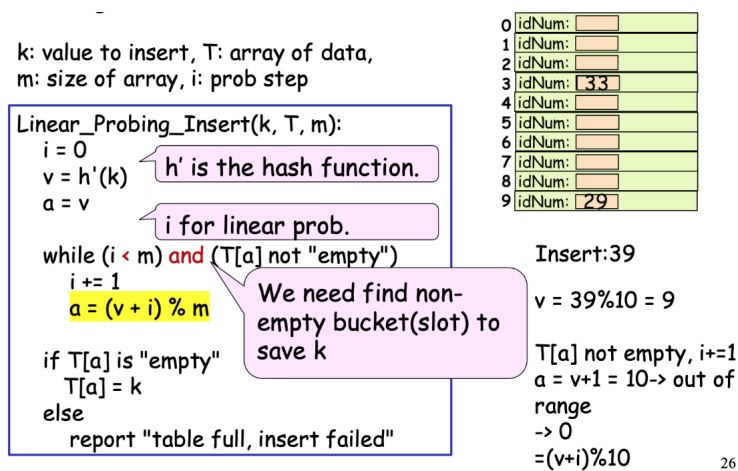 k: value to insert, T: array of data,
m: size of array, i: prob step
Linear_Probing_Insert(k, T, m):
i = 0
v = h'(k)
a = v
h' is the hash function.
i for linear prob.
while (i < m) and (T[a] not "empty")
i += 1
a = (v + i) % m
We need find non-
empty bucket(slot) to
save k
if T[a] is "empty"
T[a] = k
else
report "table full, insert failed"
0 idNum:
1 idNum:
2 idNum:
3 idNum: 33
4 idNum:
5 idNum:
6 idNum:
7 idNum:
8 idNum:
9 idNum: 29
Insert:39
v = 39%10 = 9
T[a] not empty, i+=1
a = v+1 = 10-> out of
range
-> 0
=(v+i)%10
26